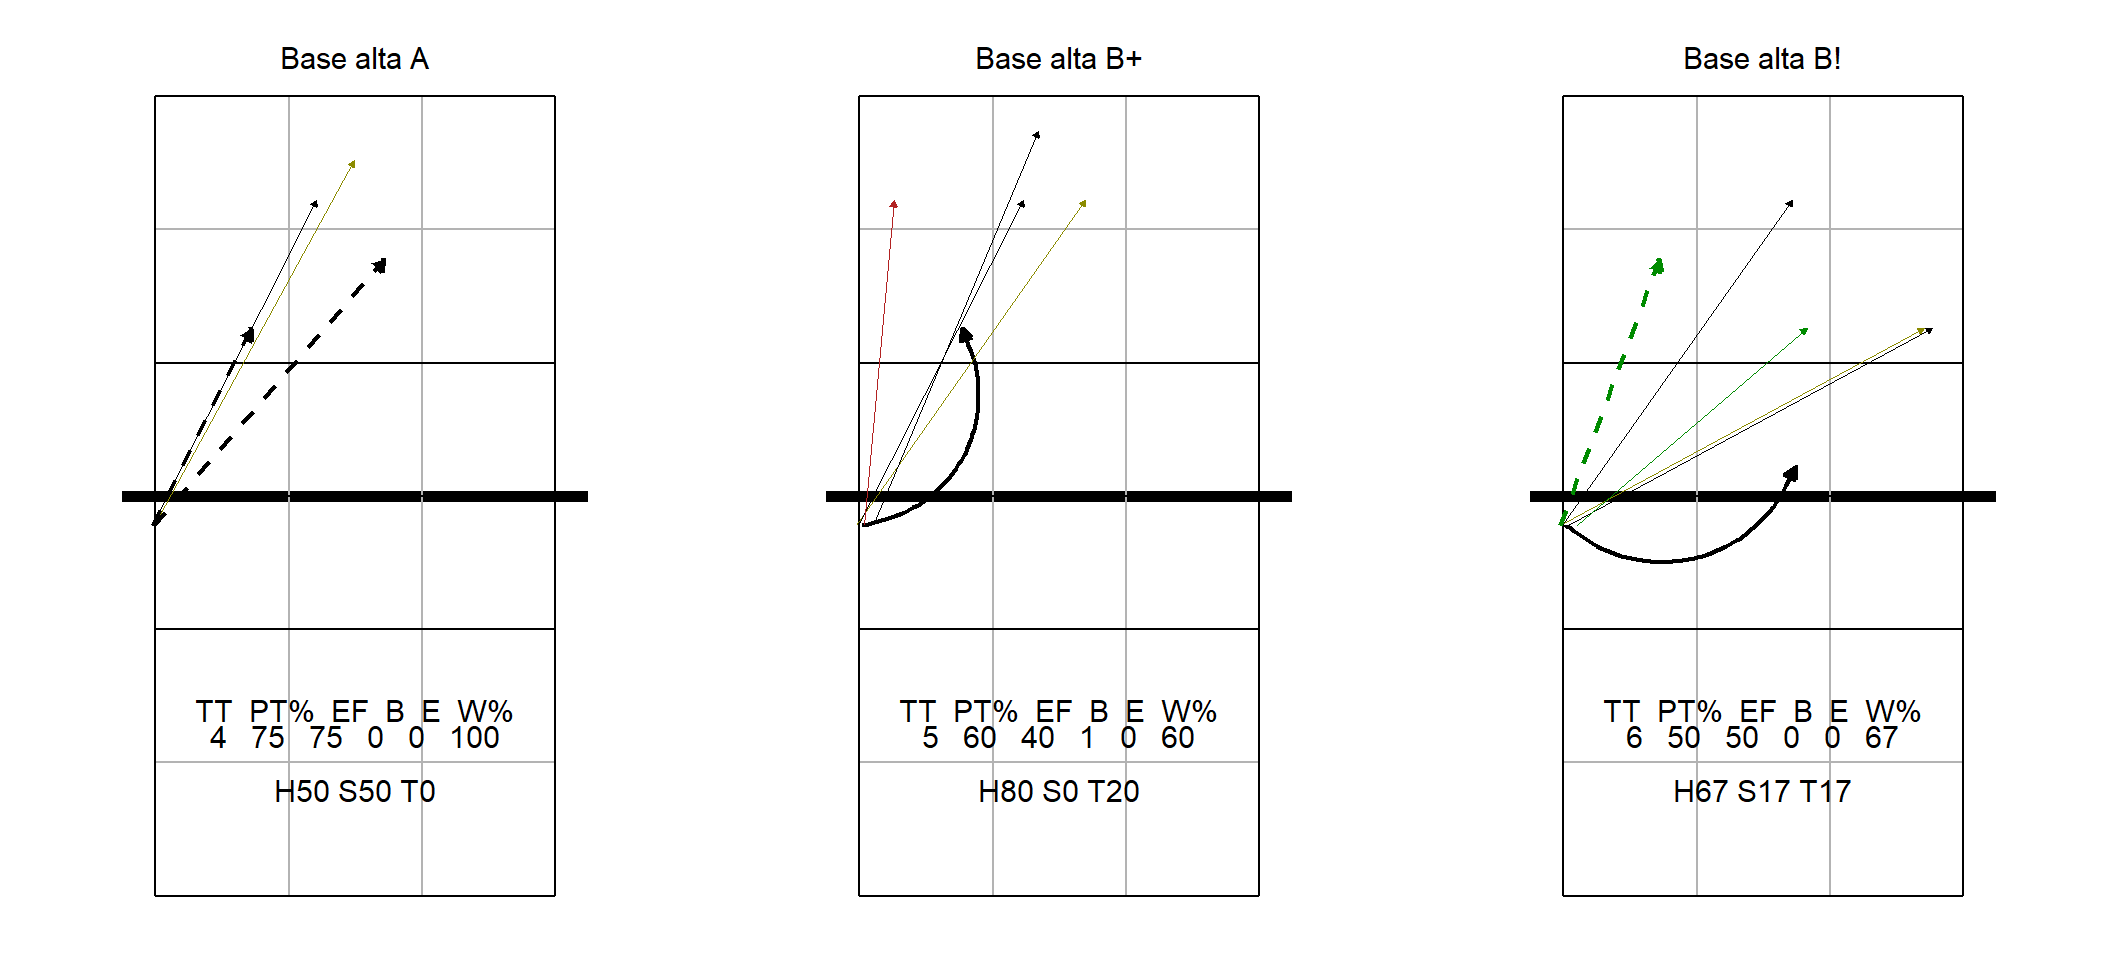 Base alta A
TT PT% EF B E W%
4 75 75 0 0 100
H50 S50 T0
Base alta B+
TT PT% EF B E W%
5 60 40 1 0 60
H80 S0 T20
Base alta B!
TT PT% EF B E W%
6 50 50 0 0 67
H67 S17 T17